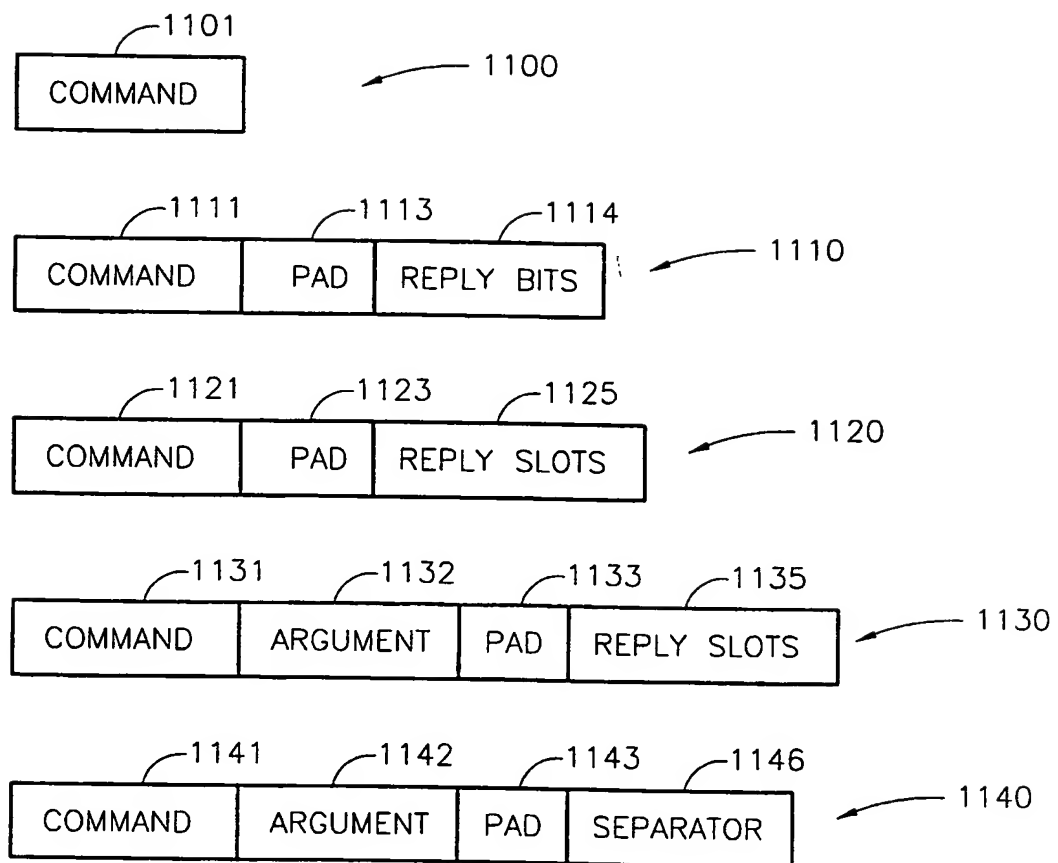 1101
1100
COMMAND
1111 1113 1114
1110
COMMAND PAD REPLY BITS
1121 1123 1125
1120
COMMAND PAD REPLY SLOTS
1131 1132 1133 1135
1130
COMMAND ARGUMENT PAD REPLY SLOTS
1141 1142 1143 1146
1140
COMMAND ARGUMENT PAD SEPARATOR